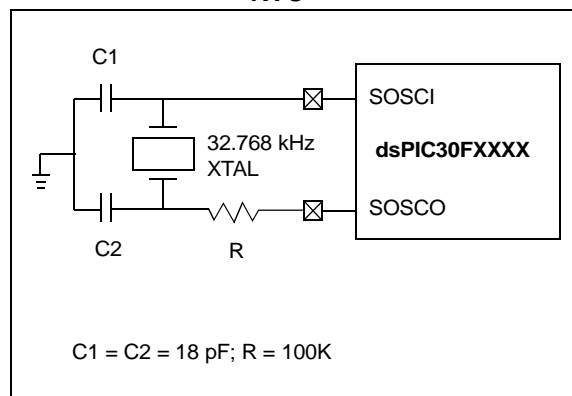 C1
SOSCI
32.768 kHz
XTAL
dsPIC30FXXXX
SOSCO
C2
R
C1 = C2 = 18 pF; R = 100K